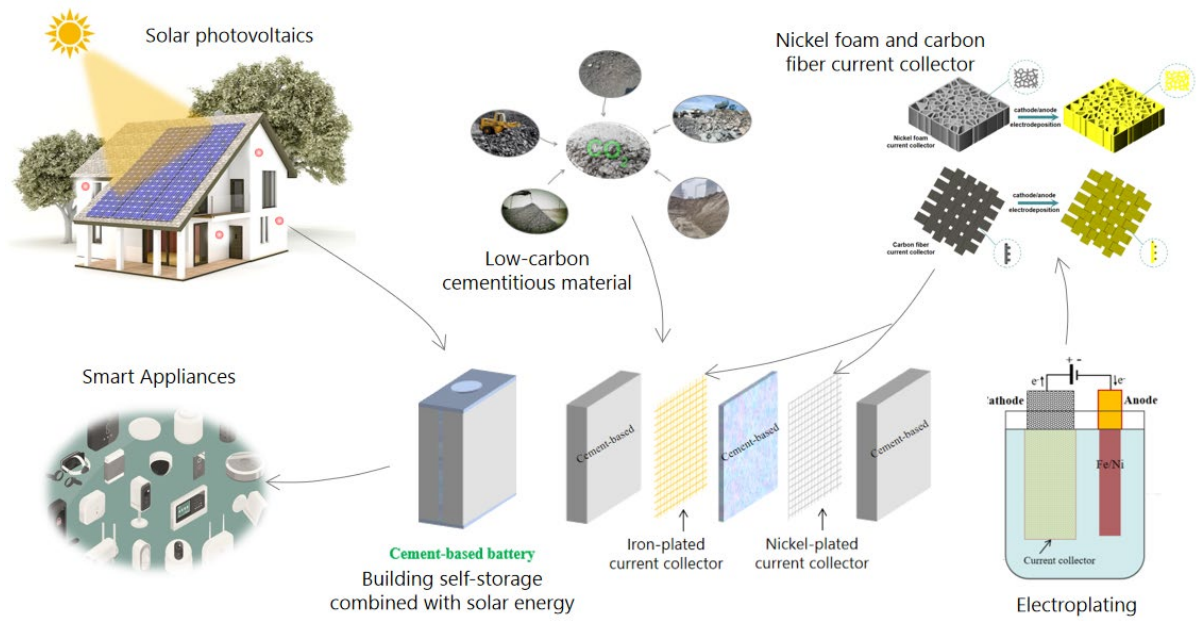 Solar photovoltaics
Nickel foam and carbon
fiber current collector
CO2
Nickel foam
current collector
cathode/anode
electrodeposition
Carbon fiber
current collector
cathode/anode
electrodeposition
Low-carbon
cementitious material
Smart Appliances
Cement-based battery
Building self-storage
combined with solar energy
Cement-based
Cement-based
Cement-based
Iron-plated
current collector
Nickel-plated
current collector
+ -
e-↑
↓e-
Cathode
Anode
Fe/Ni
Current collector
Electroplating